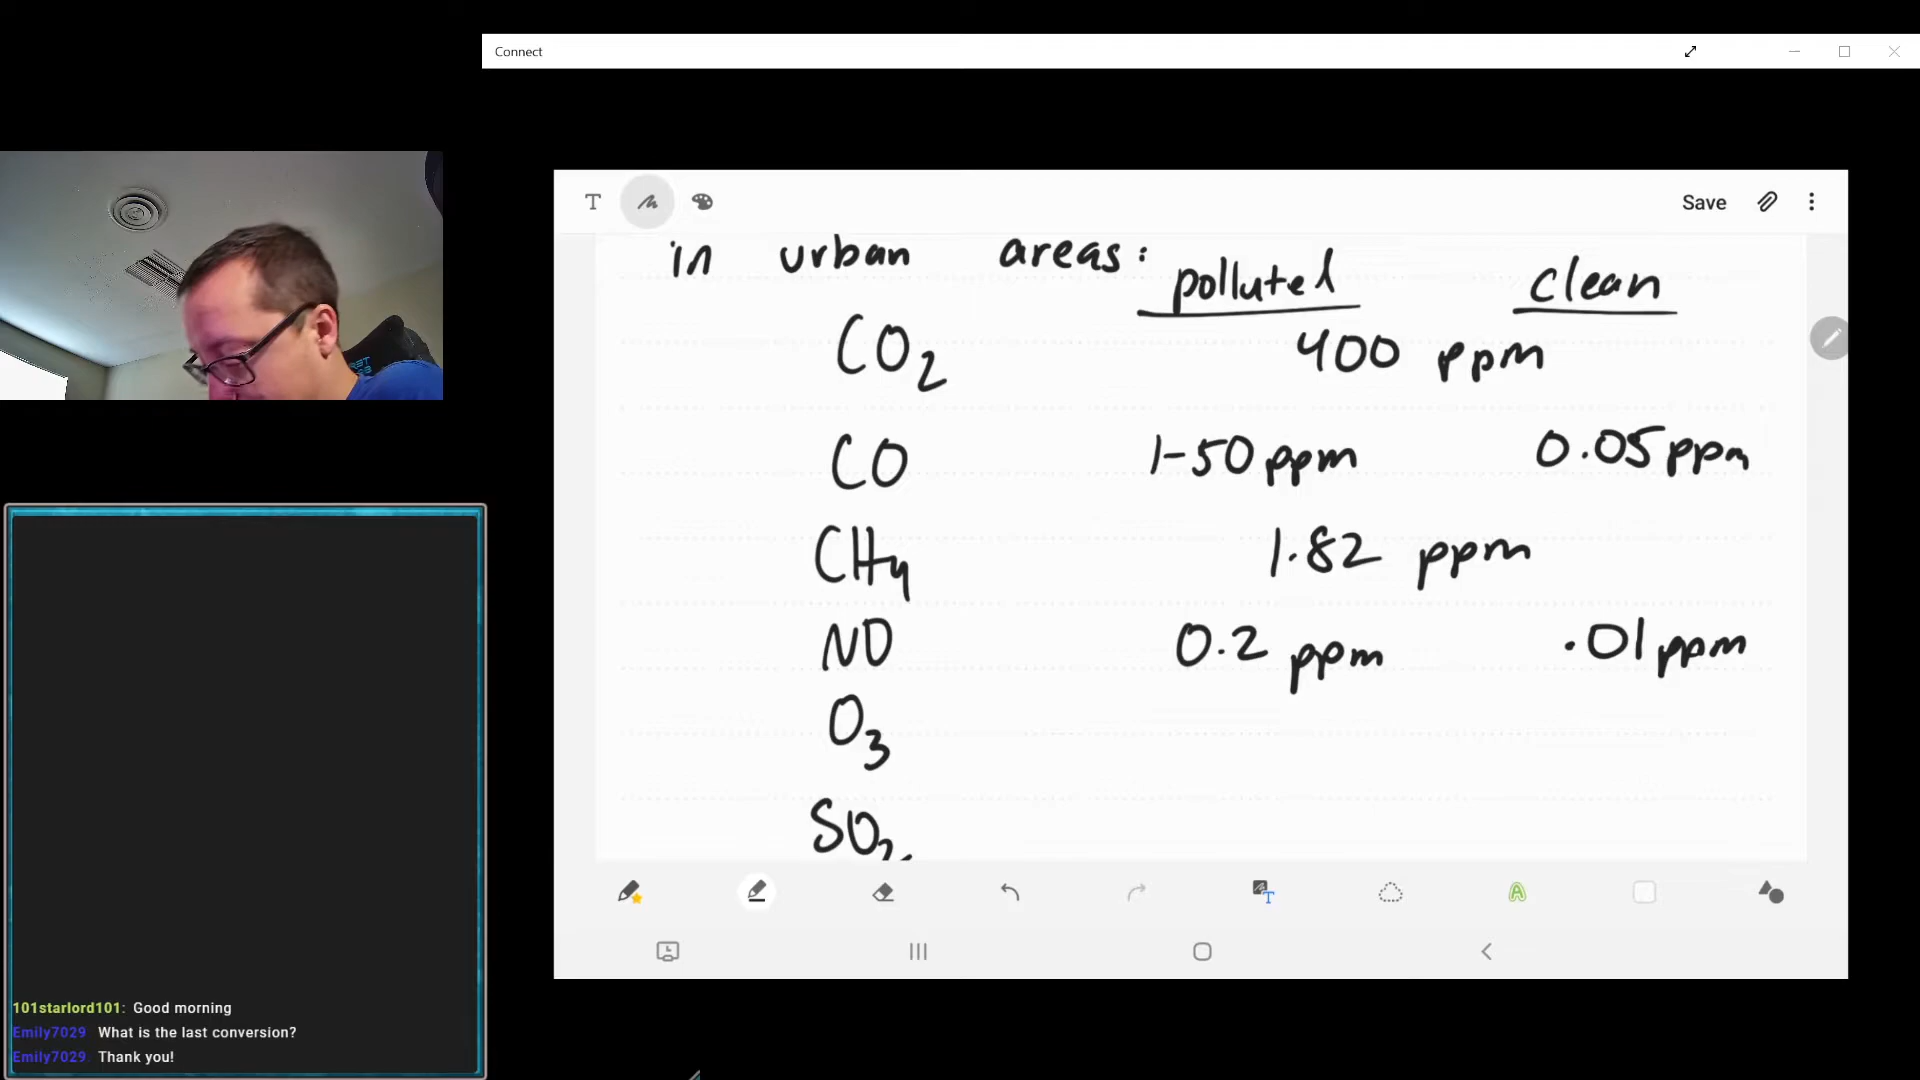 Connect
Save
in urban areas:
polluted clean
CO2 400 ppm
CO 1-50 ppm 0.05 ppm
CH4 1.82 ppm
NO 0.2 ppm .01 ppm
O3
SO2
101starlord101: Good morning
Emily7029 What is the last conversion?
Emily7029: Thank you!